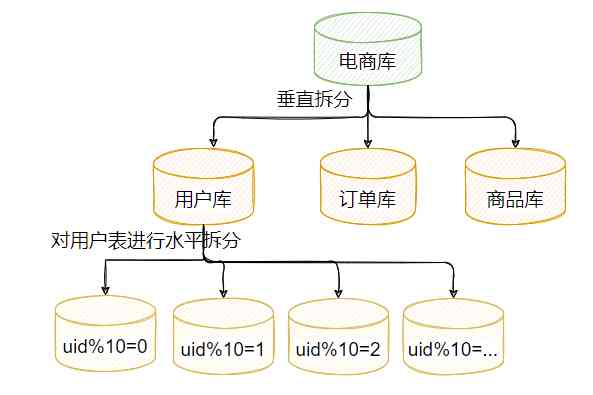 电商库
垂直拆分
用户库
订单库
商品库
对用户表进行水平拆分
uid%10=0
uid%10=1
uid%10=2
uid%10=...